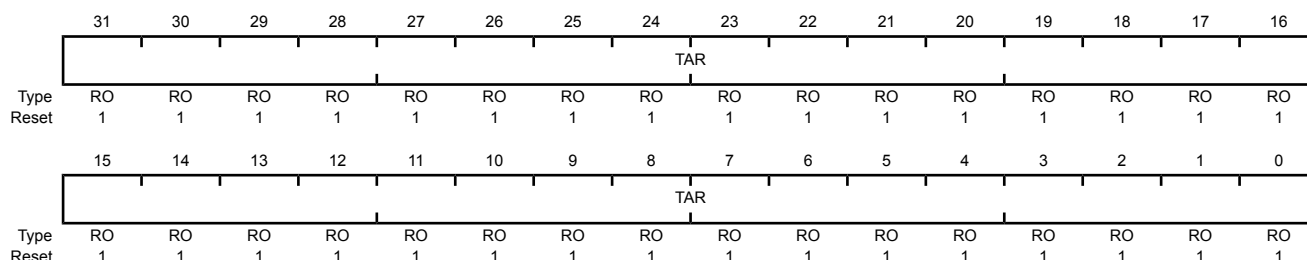 31 30 29 28 27 26 25 24 23 22 21 20 19 18 17 16
TAR
Type RO RO RO RO RO RO RO RO RO RO RO RO RO RO RO RO
Reset 1 1 1 1 1 1 1 1 1 1 1 1 1 1 1 1
15 14 13 12 11 10 9 8 7 6 5 4 3 2 1 0
TAR
Type RO RO RO RO RO RO RO RO RO RO RO RO RO RO RO RO
Reset 1 1 1 1 1 1 1 1 1 1 1 1 1 1 1 1